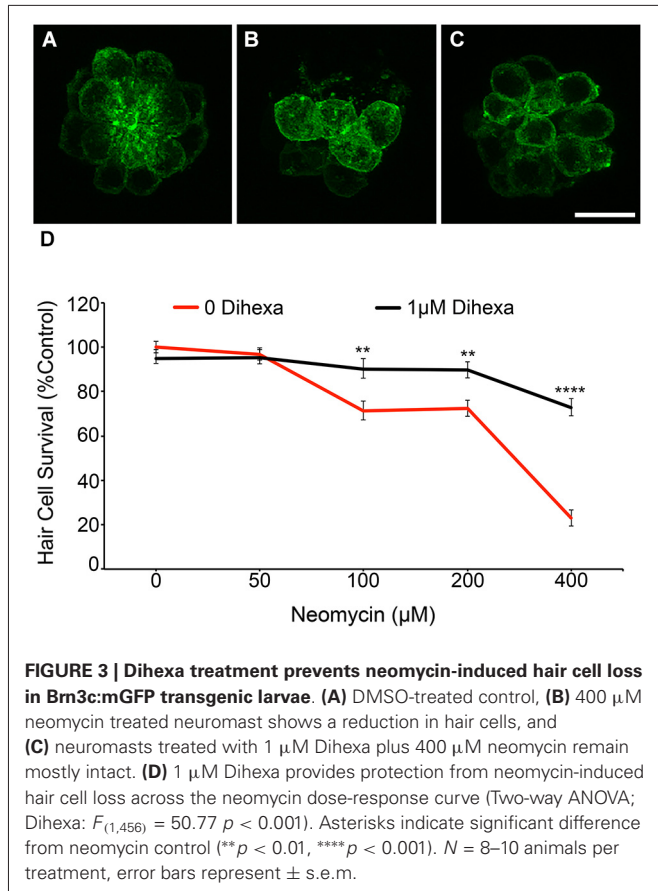 A
B
C
D
0 Dihexa
1µM Dihexa
Hair Cell Survival (%Control)
120
100
80
60
40
20
0
**
**
****
0
50
100
200
400
Neomycin (µM)
FIGURE 3 | Dihexa treatment prevents neomycin-induced hair cell loss
in Brn3c:mGFP transgenic larvae. (A) DMSO-treated control, (B) 400 µM
neomycin treated neuromast shows a reduction in hair cells, and
(C) neuromasts treated with 1 µM Dihexa plus 400 µM neomycin remain
mostly intact. (D) 1 µM Dihexa provides protection from neomycin-induced
hair cell loss across the neomycin dose-response curve (Two-way ANOVA;
Dihexa: F(1,456) = 50.77 p < 0.001). Asterisks indicate significant difference
from neomycin control (**p < 0.01, ****p < 0.001). N = 8–10 animals per
treatment, error bars represent ± s.e.m.